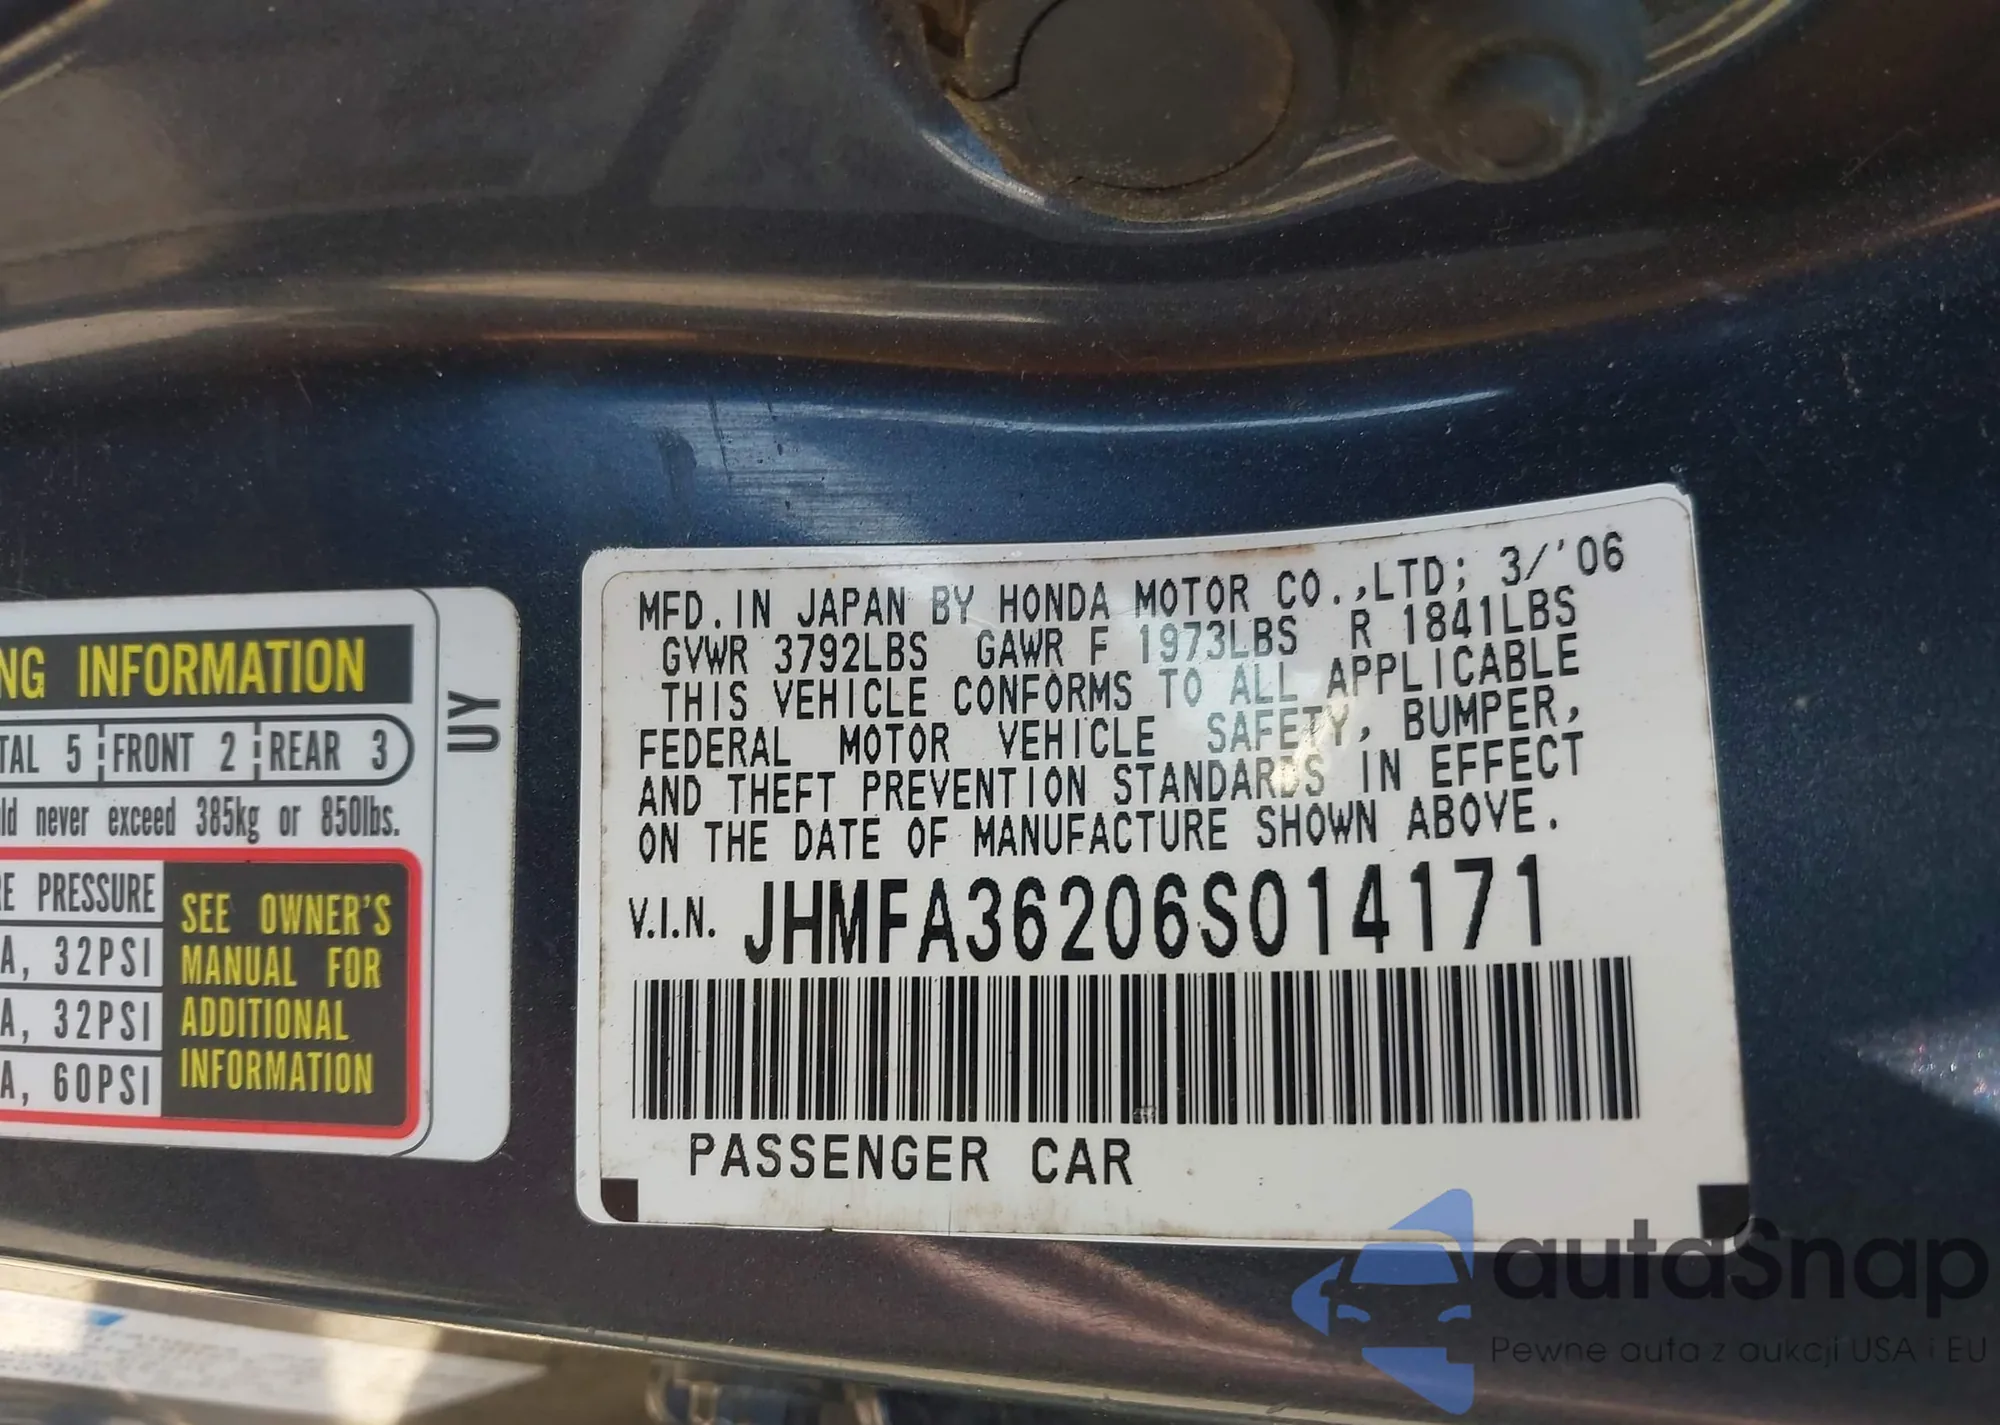 NG INFORMATION
TAL 5 FRONT 2 REAR 3
never exceed 385kg or 850lbs.
PRESSURE
A, 32PSI
A, 32PSI
A, 60PSI
SEE OWNER'S
MANUAL FOR
ADDITIONAL
INFORMATION
UY
MFD. IN JAPAN BY HONDA MOTOR CO.,LTD; 3/'06
GVWR 3792LBS GAWR F 1973LBS R 1841LBS
THIS VEHICLE CONFORMS TO ALL APPLICABLE
FEDERAL MOTOR VEHICLE SAFETY, BUMPER,
AND THEFT PREVENTION STANDARDS IN EFFECT
ON THE DATE OF MANUFACTURE SHOWN ABOVE.
V.I.N. JHMFA36206S014171
PASSENGER CAR
autaSnap
Pewne auta z aukcji USA i EU